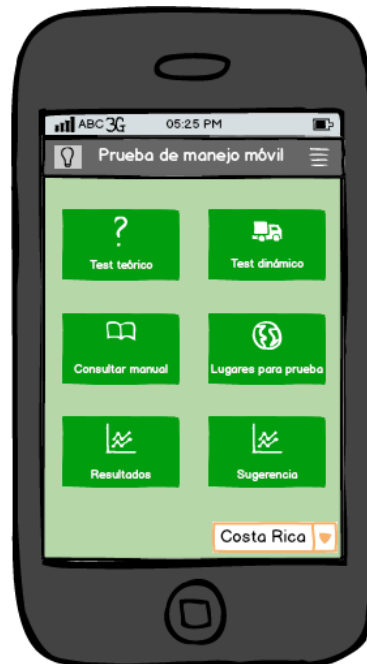 ABC 3G 05:25 PM
Prueba de manejo móvil
?
Test teórico Test dinámico
Consultar manual Lugares para prueba
Resultados Sugerencia
Costa Rica